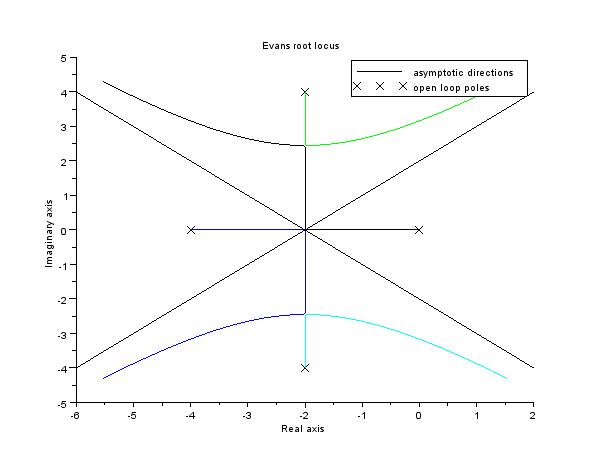 Evans root locus
asymptotic directions
open loop poles
Imaginary axis
5
4
3
2
1
0
-1
-2
-3
-4
-5
-6 -5 -4 -3 -2 -1 0 1 2
Real axis